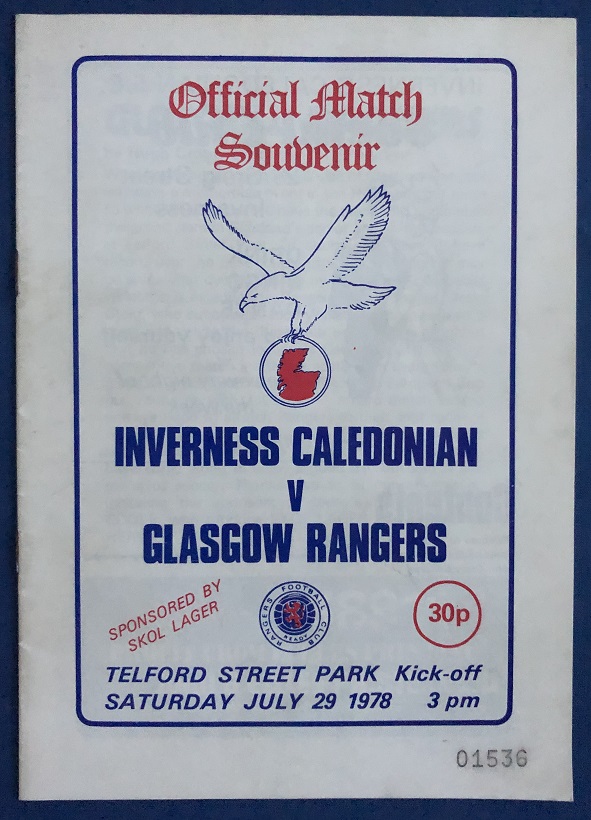 Official Match
Souvenir
INVERNESS CALEDONIAN
V
GLASGOW RANGERS
SPONSORED BY
SKOL LAGER
RANGERS FOOTBALL CLUB
READY
30p
TELFORD STREET PARK Kick-off
SATURDAY JULY 29 1978 3 pm
01536